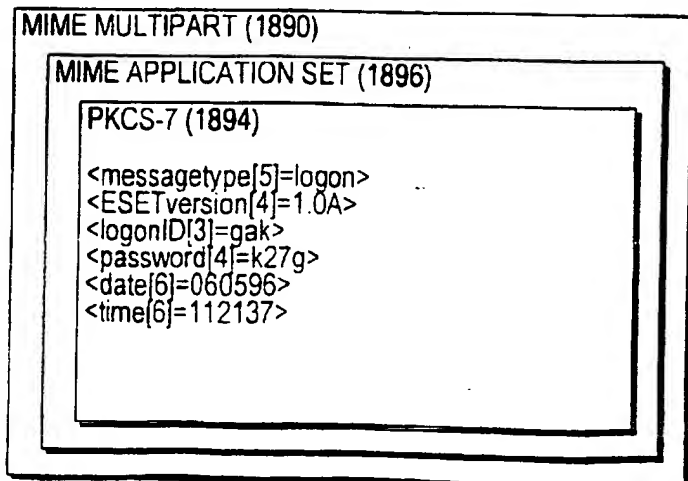 MIME MULTIPART (1890)
MIME APPLICATION SET (1896)
PKCS-7 (1894)
<messagetype[5]=logon>
<ESETversion[4]=1.0A>
<logonID[3]=gak>
<password[4]=k27g>
<date[6]=060596>
<time[6]=112137>